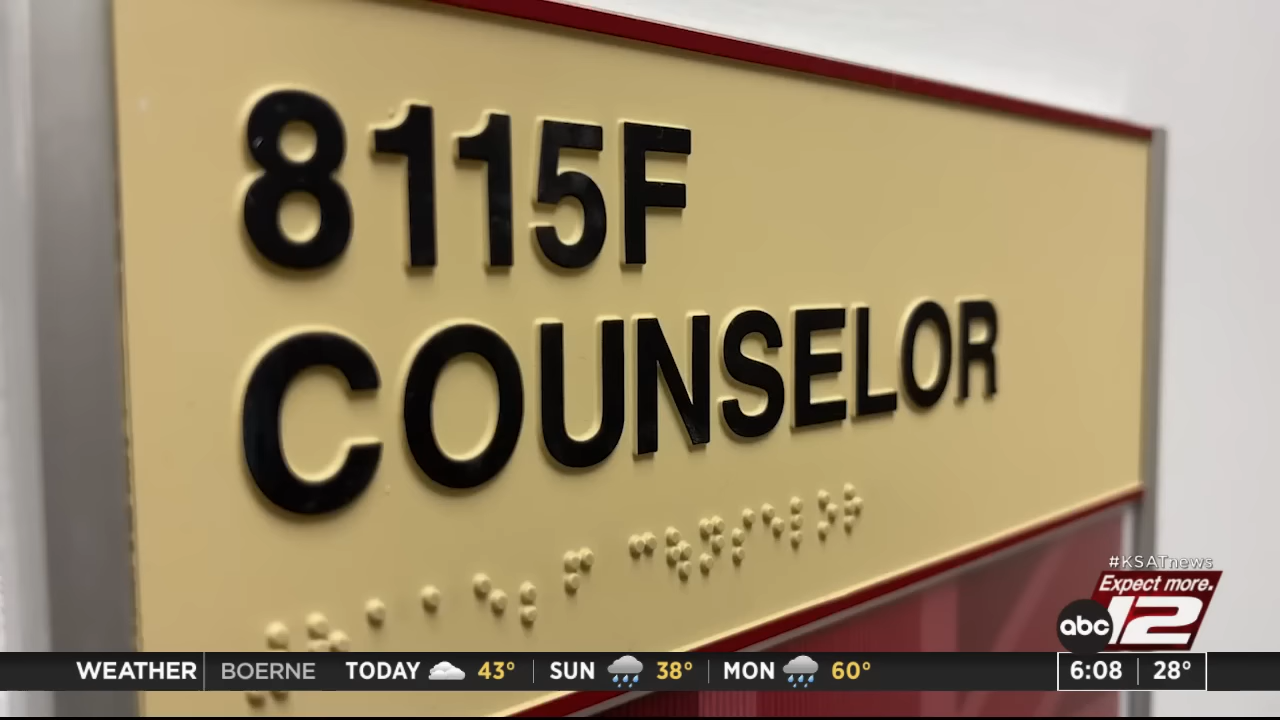 8115F
COUNSELOR
#KSATnews
Expect more.
abc 12
WEATHER BOERNE TODAY 43° SUN 38° MON 60° 6:08 28°